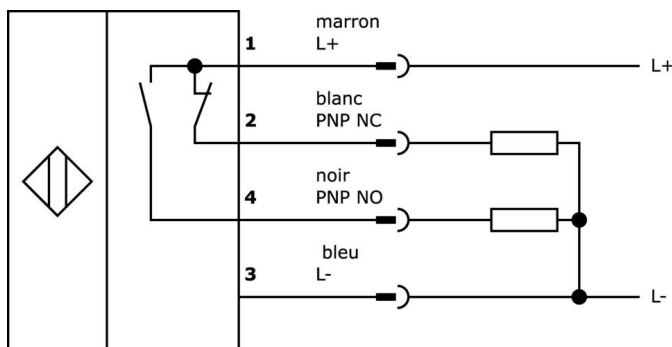 marron
1 L+
L+
blanc
2 PNP NC
noir
4 PNP NO
bleu
3 L-
L-